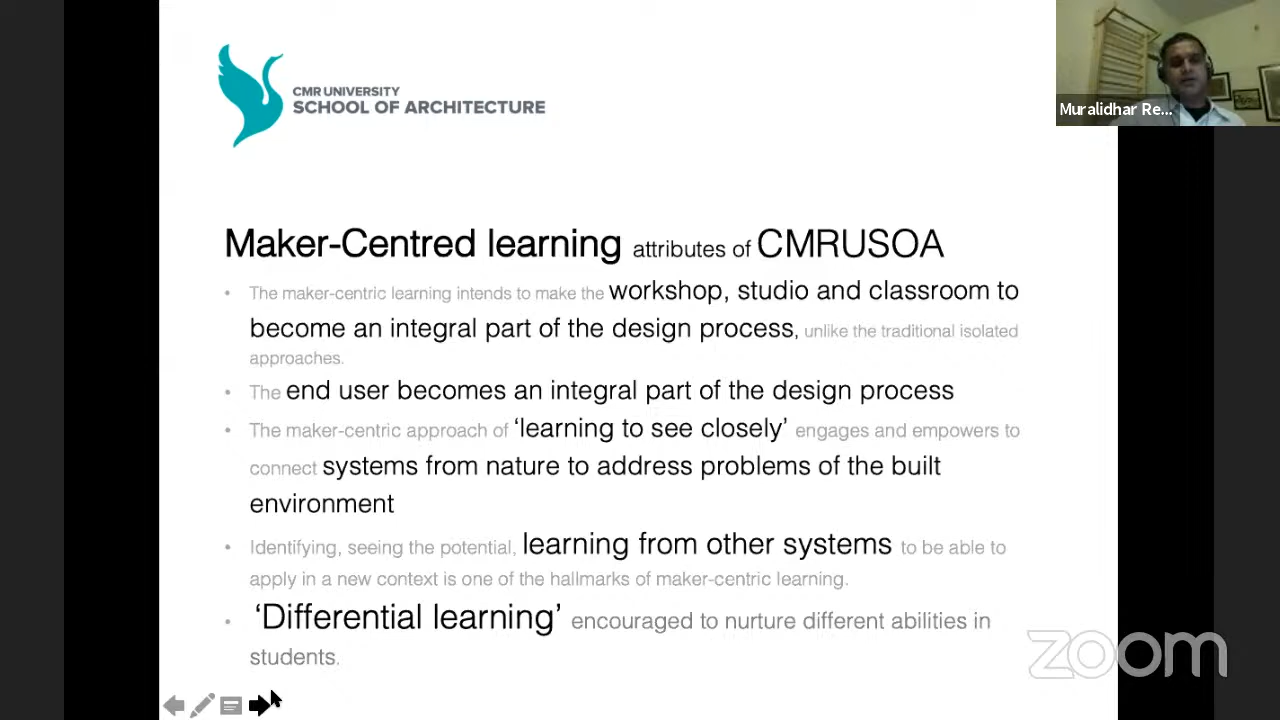 CMR UNIVERSITY
SCHOOL OF ARCHITECTURE
Muralidhar Re...
Maker-Centred learning attributes of CMRUSOA
• The maker-centric learning intends to make the workshop, studio and classroom to
become an integral part of the design process, unlike the traditional isolated
approaches.
• The end user becomes an integral part of the design process
• The maker-centric approach of ‘learning to see closely’ engages and empowers to
connect systems from nature to address problems of the built
environment
• Identifying, seeing the potential, learning from other systems to be able to
apply in a new context is one of the hallmarks of maker-centric learning.
• ‘Differential learning’ encouraged to nurture different abilities in
students.
zoom